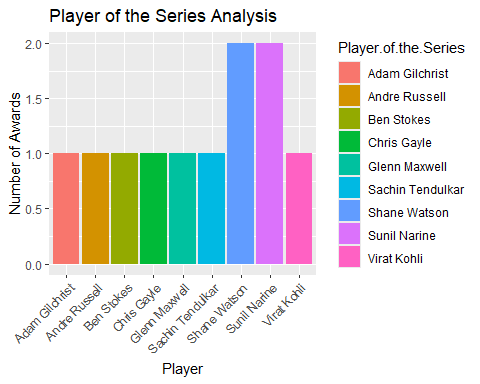 Player of the Series Analysis
Number of Awards
2.0
1.5
1.0
0.5
0.0
Adam Gilchrist
Andre Russell
Ben Stokes
Chris Gayle
Glenn Maxwell
Sachin Tendulkar
Shane Watson
Sunil Narine
Virat Kohli
Player
Player.of.the.Series
Adam Gilchrist
Andre Russell
Ben Stokes
Chris Gayle
Glenn Maxwell
Sachin Tendulkar
Shane Watson
Sunil Narine
Virat Kohli